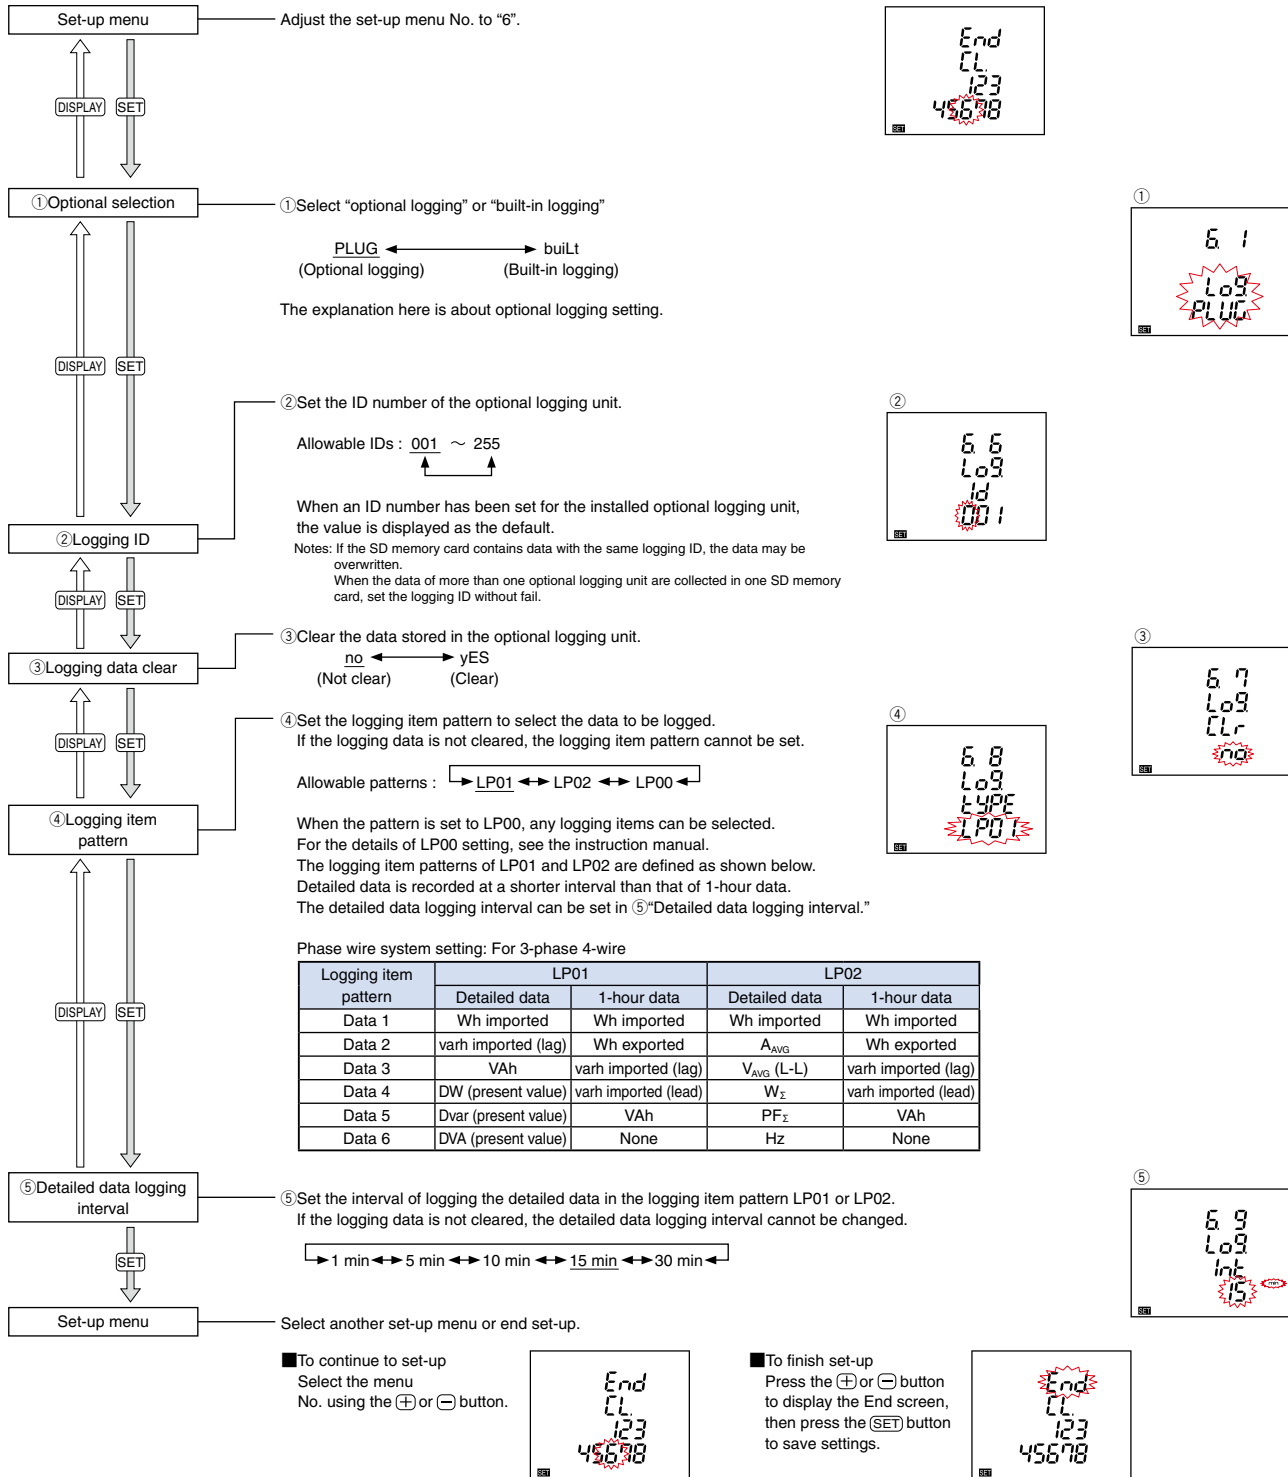 Set-up menu
Adjust the set-up menu No. to “6”.
End
CL.
123
45678
SET
DISPLAY
SET
①Optional selection
①Select “optional logging” or “built-in logging”
PLUG
buiLt
(Optional logging)
(Built-in logging)
The explanation here is about optional logging setting.
①
6. 1
Log.
PLUG
SET
DISPLAY
SET
②Set the ID number of the optional logging unit.
Allowable IDs : 001 ～ 255
When an ID number has been set for the installed optional logging unit,
the value is displayed as the default.
Notes: If the SD memory card contains data with the same logging ID, the data may be
overwritten.
When the data of more than one optional logging unit are collected in one SD memory
card, set the logging ID without fail.
②
6. 6
Log.
Id
001
SET
②Logging ID
DISPLAY
SET
③Clear the data stored in the optional logging unit.
no
yES
(Not clear)
(Clear)
③
6. 7
Log.
CLr
no
SET
③Logging data clear
DISPLAY
SET
④Set the logging item pattern to select the data to be logged.
If the logging data is not cleared, the logging item pattern cannot be set.
Allowable patterns : LP01 LP02 LP00
When the pattern is set to LP00, any logging items can be selected.
For the details of LP00 setting, see the instruction manual.
The logging item patterns of LP01 and LP02 are defined as shown below.
Detailed data is recorded at a shorter interval than that of 1-hour data.
The detailed data logging interval can be set in ⑤“Detailed data logging interval.”
④
6. 8
Log.
tYPE
LP01
SET
④Logging item
pattern
DISPLAY
SET
Phase wire system setting: For 3-phase 4-wire
Logging item pattern LP01 LP02
Detailed data 1-hour data Detailed data 1-hour data
Data 1 Wh imported Wh imported Wh imported Wh imported
Data 2 varh imported (lag) Wh exported AAVG Wh exported
Data 3 VAh varh imported (lag) VAVG (L-L) varh imported (lag)
Data 4 DW (present value) varh imported (lead) WΣ varh imported (lead)
Data 5 Dvar (present value) VAh PFΣ VAh
Data 6 DVA (present value) None Hz None
⑤Detailed data logging
interval
⑤Set the interval of logging the detailed data in the logging item pattern LP01 or LP02.
If the logging data is not cleared, the detailed data logging interval cannot be changed.
1 min 5 min 10 min 15 min 30 min
⑤
6. 9
Log.
Int
15 min
SET
SET
Set-up menu
Select another set-up menu or end set-up.
■To continue to set-up
Select the menu
No. using the + or − button.
End
CL.
123
45678
SET
■To finish set-up
Press the + or − button
to display the End screen,
then press the SET button
to save settings.
End
CL.
123
45678
SET